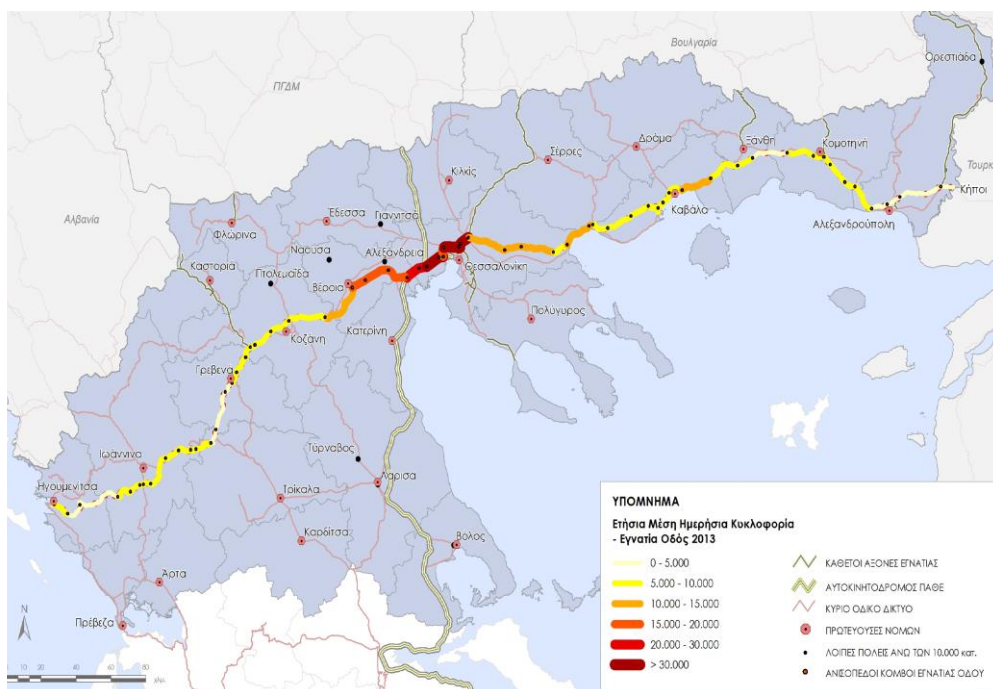 Βουλγαρία
Ορεστιάδα
ΠΓΔΜ
Δράμα
Ξάνθη
Κομοτηνή
Σέρρες
Κιλκίς
Τουρκ
Κήποι
Αλβανία
Έδεσσα
Γιαννιτσά
Καβάλα
Αλεξανδρούπολη
Φλώρινα
Νάουσα
Αλεξάνδρεια
Θεσσαλονίκη
Καστοριά
Πτολεμαΐδα
Βέροια
Πολύγυρος
Κατερίνη
Κοζάνη
Γρεβενά
Ιωάννινα
Τύρναβος
Ηγουμενίτσα
Λάρισα
Τρίκαλα
Καρδίτσα
Βόλος
Άρτα
Πρέβεζα
N
0 10 20 40 60 80
ΥΠΟΜΝΗΜΑ
Ετήσια Μέση Ημερήσια Κυκλοφορία
- Εγνατία Οδός 2013
0 - 5.000
5.000 - 10.000
10.000 - 15.000
15.000 - 20.000
20.000 - 30.000
> 30.000
ΚΑΘΕΤΟΙ ΑΞΟΝΕΣ ΕΓΝΑΤΙΑΣ
ΑΥΤΟΚΙΝΗΤΟΔΡΟΜΟΣ ΠΑΘΕ
ΚΥΡΙΟ ΟΔΙΚΟ ΔΙΚΤΥΟ
ΠΡΩΤΕΥΟΥΣΕΣ ΝΟΜΩΝ
ΛΟΙΠΕΣ ΠΟΛΕΙΣ ΑΝΩ ΤΩΝ 10.000 κατ.
ΑΝΙΣΟΠΕΔΟΙ ΚΟΜΒΟΙ ΕΓΝΑΤΙΑΣ ΟΔΟΥ